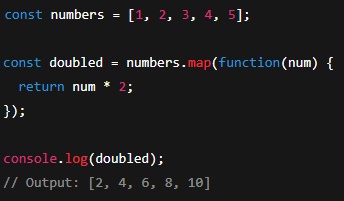 const numbers = [1, 2, 3, 4, 5];
const doubled = numbers.map(function(num) {
  return num * 2;
});
console.log(doubled);
// Output: [2, 4, 6, 8, 10]